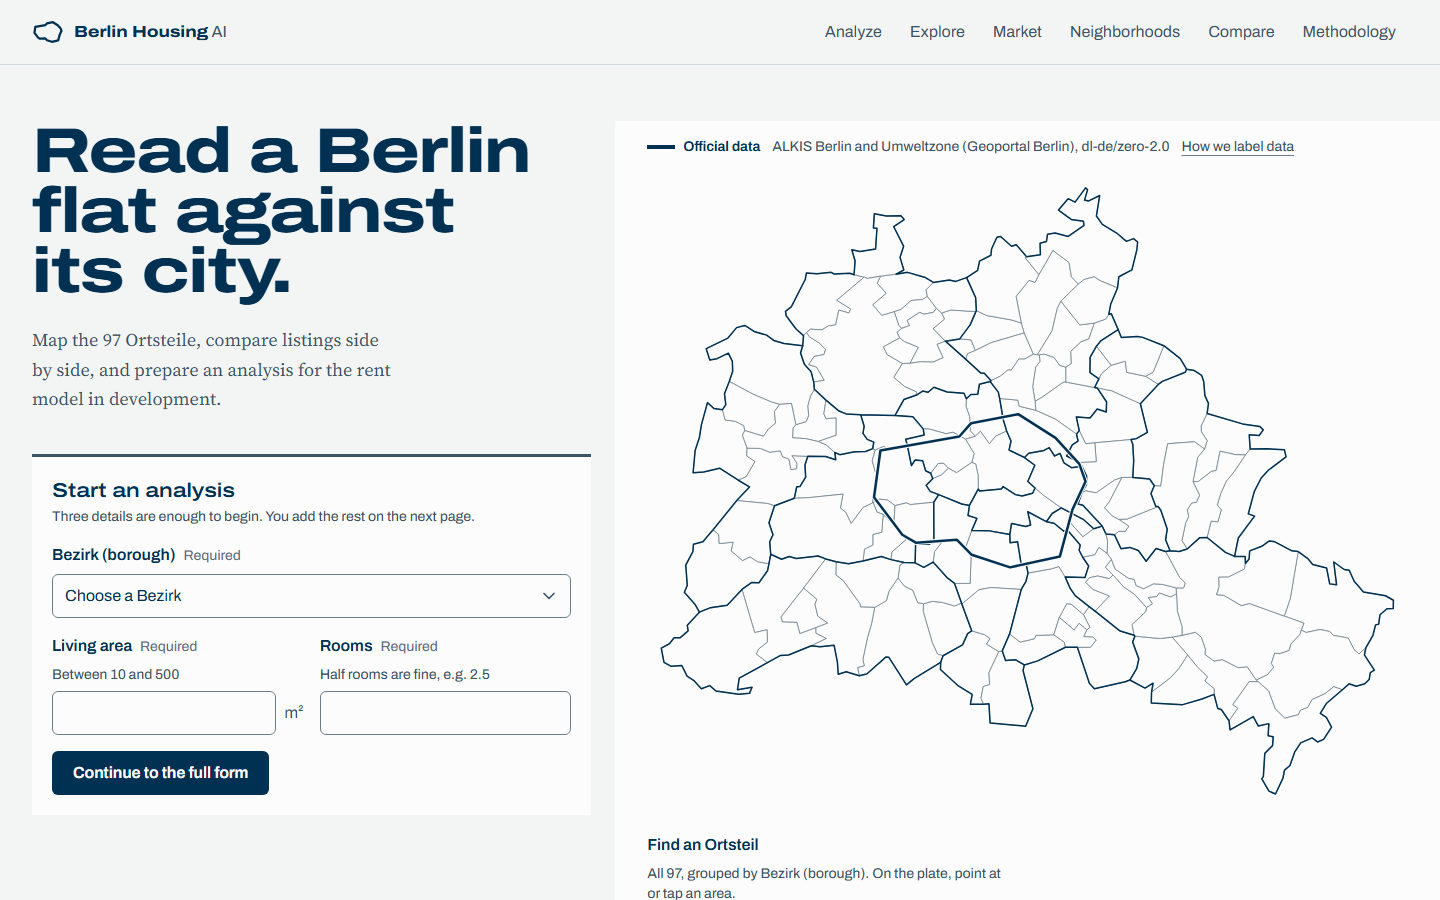 Berlin Housing AI
Analyze Explore Market Neighborhoods Compare Methodology
Read a Berlin
flat against
its city.
Map the 97 Ortsteile, compare listings side
by side, and prepare an analysis for the rent
model in development.
Start an analysis
Three details are enough to begin. You add the rest on the next page.
Bezirk (borough) Required
Choose a Bezirk
Living area Required
Between 10 and 500
m²
Rooms Required
Half rooms are fine, e.g. 2.5
Continue to the full form
Official data ALKIS Berlin and Umweltzone (Geoportal Berlin), dl-de/zero-2.0 How we label data
Find an Ortsteil
All 97, grouped by Bezirk (borough). On the plate, point at
or tap an area.